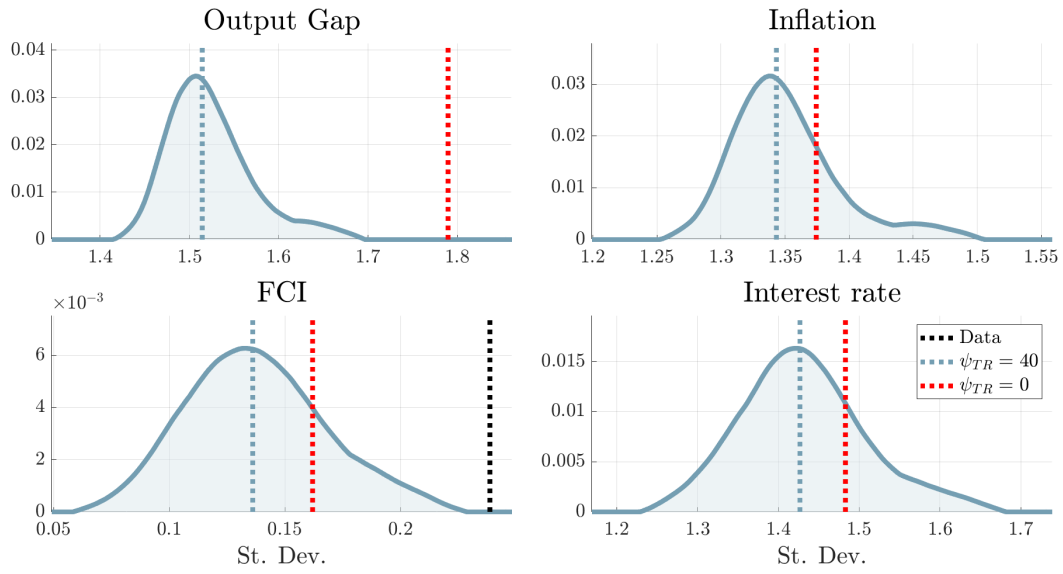 Output Gap
0.04
0.03
0.02
0.01
0
1.4 1.5 1.6 1.7 1.8
Inflation
0.03
0.02
0.01
0
1.2 1.25 1.3 1.35 1.4 1.45 1.5 1.55
FCI
×10⁻³
6
4
2
0
0.05 0.1 0.15 0.2
St. Dev.
Interest rate
0.015
0.01
0.005
0
1.2 1.3 1.4 1.5 1.6 1.7
St. Dev.
Data
ψ_TR = 40
ψ_TR = 0